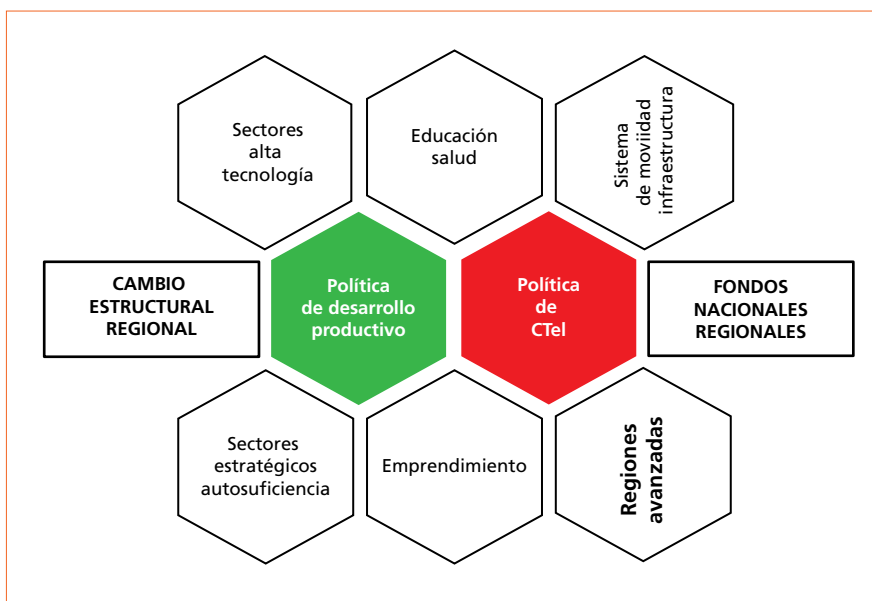 Sectores
alta
tecnología
Educación
salud
Sistema
de moviidad
infraestructura
CAMBIO
ESTRUCTURAL
REGIONAL
Política
de desarrollo
productivo
Política
de
CTel
FONDOS
NACIONALES
REGIONALES
Sectores
estratégicos
autosuficiencia
Emprendimiento
Regiones
avanzadas